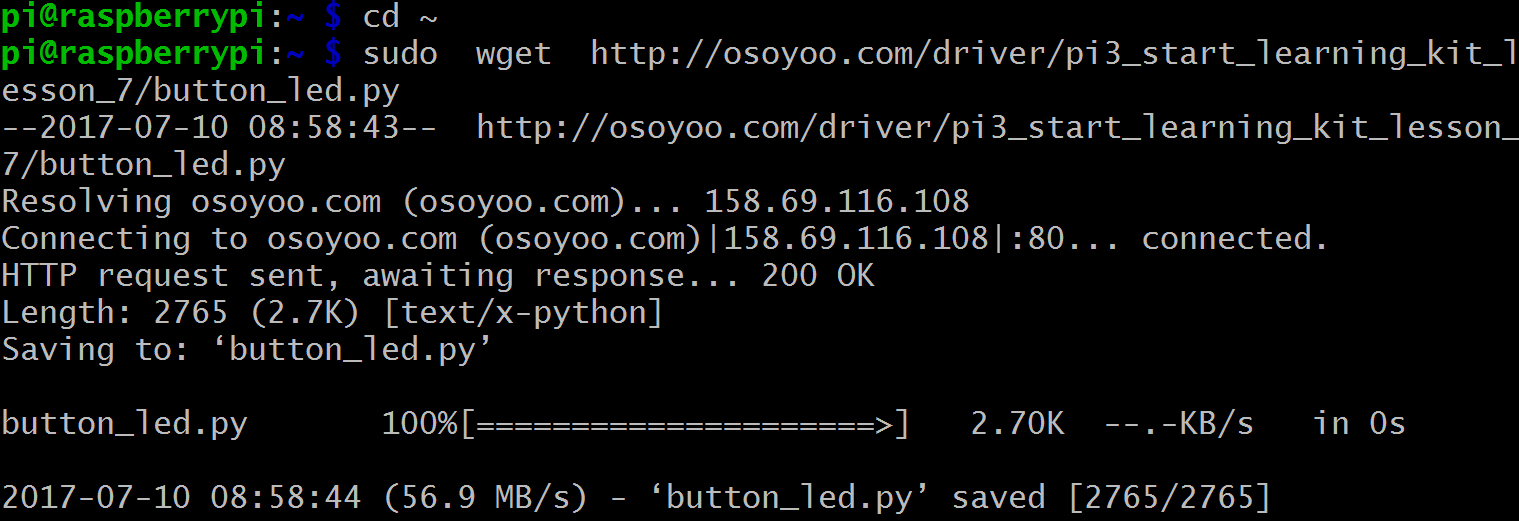 pi@raspberrypi:~ $ cd ~
pi@raspberrypi:~ $ sudo  wget  http://osoyoo.com/driver/pi3_start_learning_kit_l
esson_7/button_led.py
--2017-07-10 08:58:43--  http://osoyoo.com/driver/pi3_start_learning_kit_lesson_
7/button_led.py
Resolving osoyoo.com (osoyoo.com)... 158.69.116.108
Connecting to osoyoo.com (osoyoo.com)|158.69.116.108|:80... connected.
HTTP request sent, awaiting response... 200 OK
Length: 2765 (2.7K) [text/x-python]
Saving to: ‘button_led.py’
button_led.py       100%[=====================>]   2.70K  --.-KB/s   in 0s
2017-07-10 08:58:44 (56.9 MB/s) - ‘button_led.py’ saved [2765/2765]